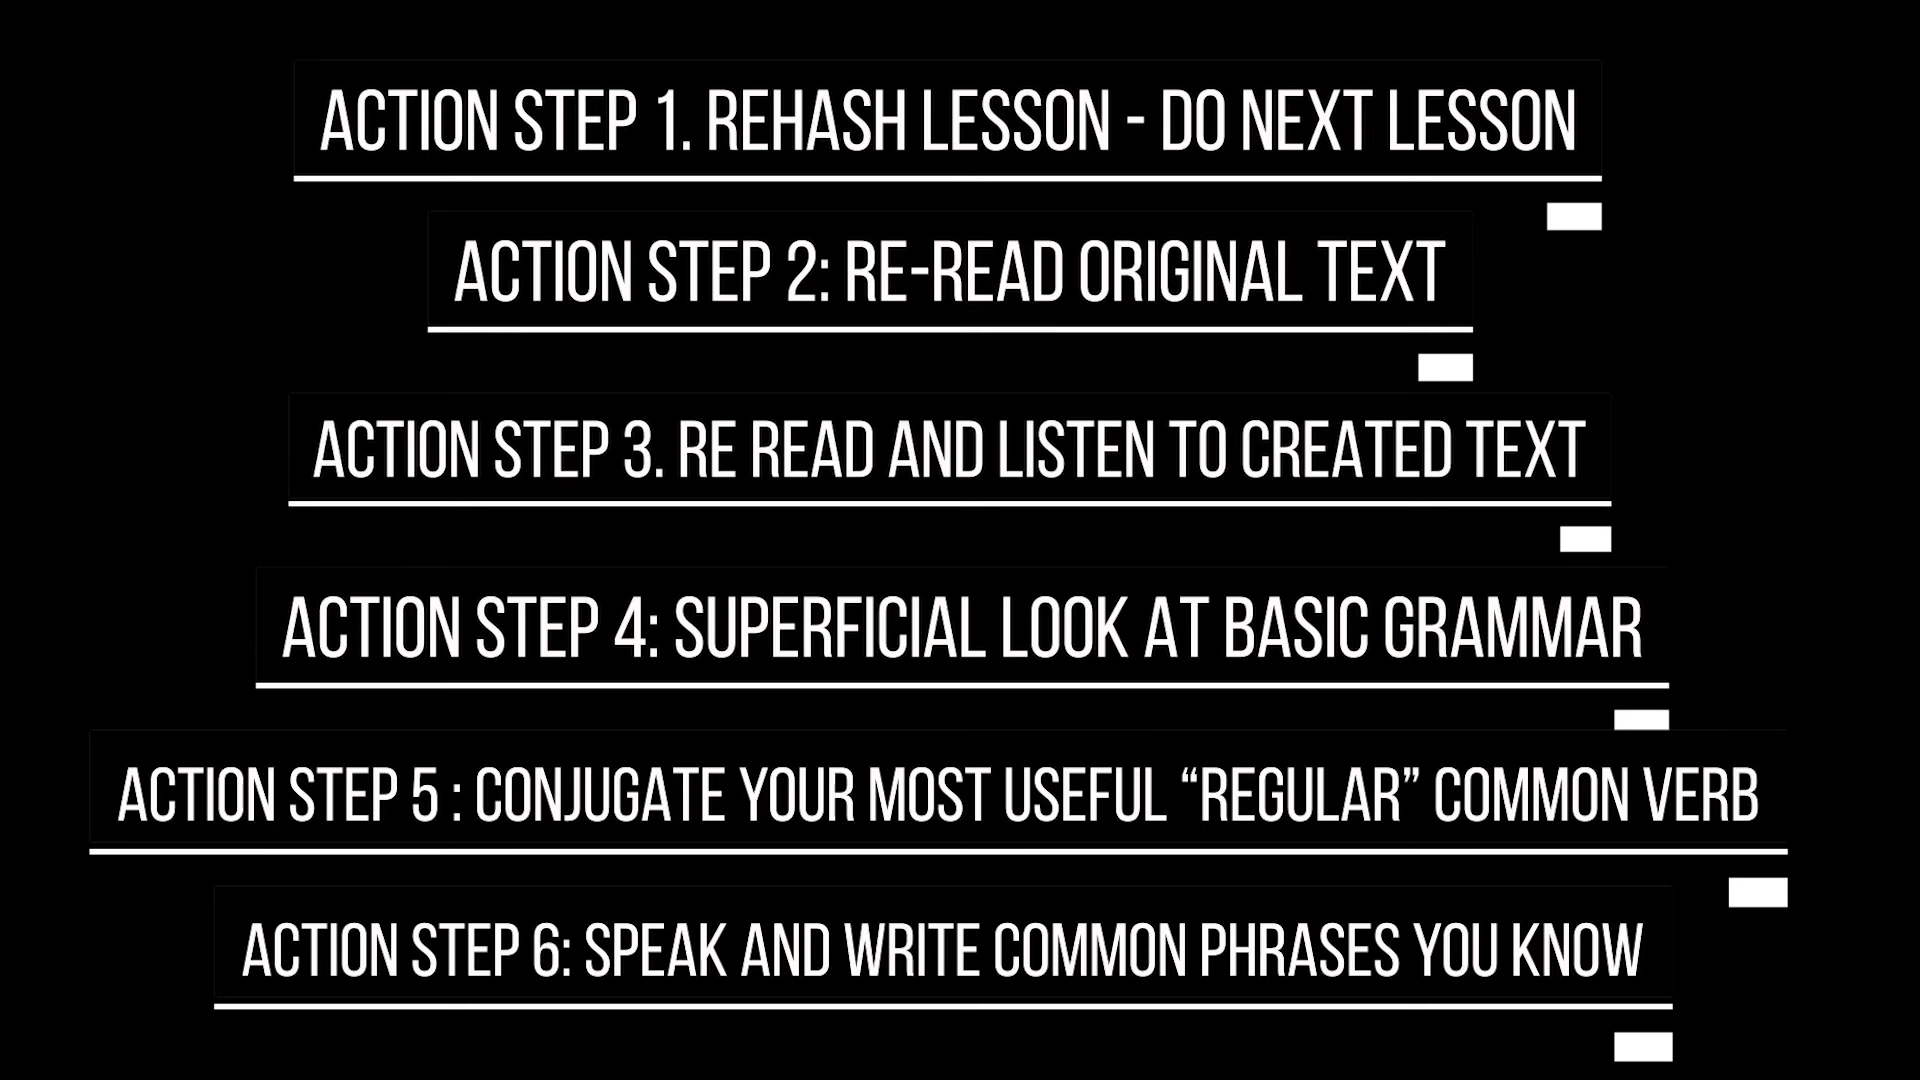 ACTION STEP 1. REHASH LESSON - DO NEXT LESSON
ACTION STEP 2: RE-READ ORIGINAL TEXT
ACTION STEP 3. RE READ AND LISTEN TO CREATED TEXT
ACTION STEP 4: SUPERFICIAL LOOK AT BASIC GRAMMAR
ACTION STEP 5 : CONJUGATE YOUR MOST USEFUL “REGULAR” COMMON VERB
ACTION STEP 6: SPEAK AND WRITE COMMON PHRASES YOU KNOW